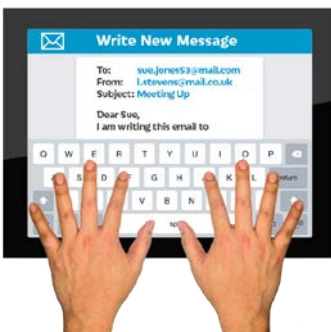 Write New Message
To: sue.jones53@mail.com
From: l.stevens@mail.co.uk
Subject: Meeting Up
Dear Sue,
I am writing this email to
Q W E R T Y U I O P
S D F G H K L return
V B N